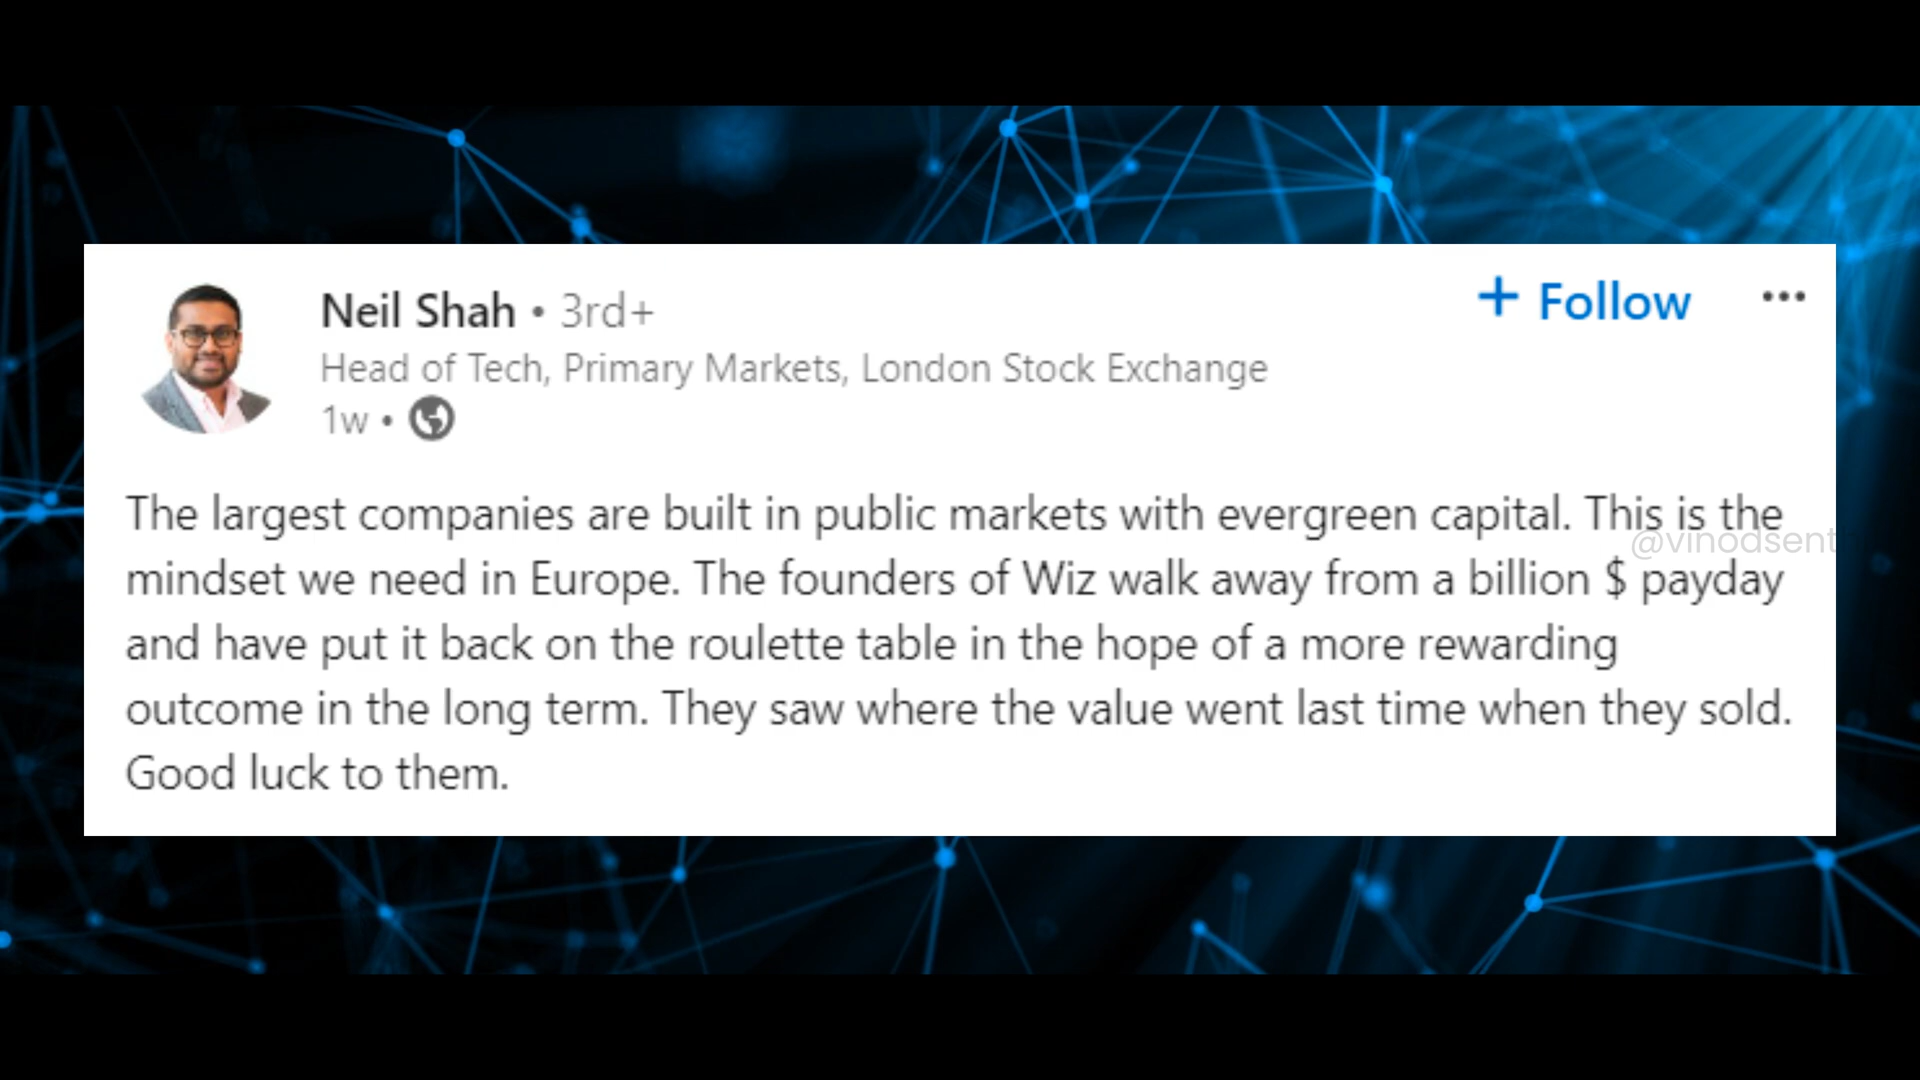 Neil Shah • 3rd+
+ Follow ...
Head of Tech, Primary Markets, London Stock Exchange
1w •
The largest companies are built in public markets with evergreen capital. This is the
@vinodsent
mindset we need in Europe. The founders of Wiz walk away from a billion $ payday
and have put it back on the roulette table in the hope of a more rewarding
outcome in the long term. They saw where the value went last time when they sold.
Good luck to them.